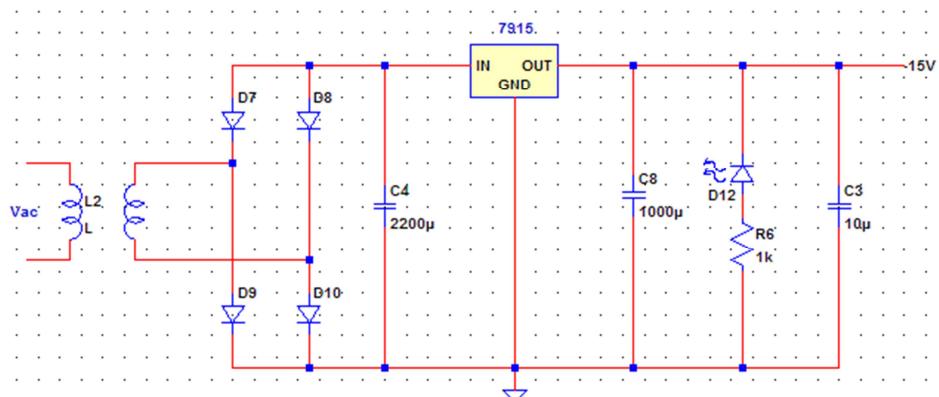 7915
IN OUT
GND
-15V
D7
D8
L2
L
Vac
C4
2200µ
C8
1000µ
D12
R6
1k
C3
10µ
D9
D10